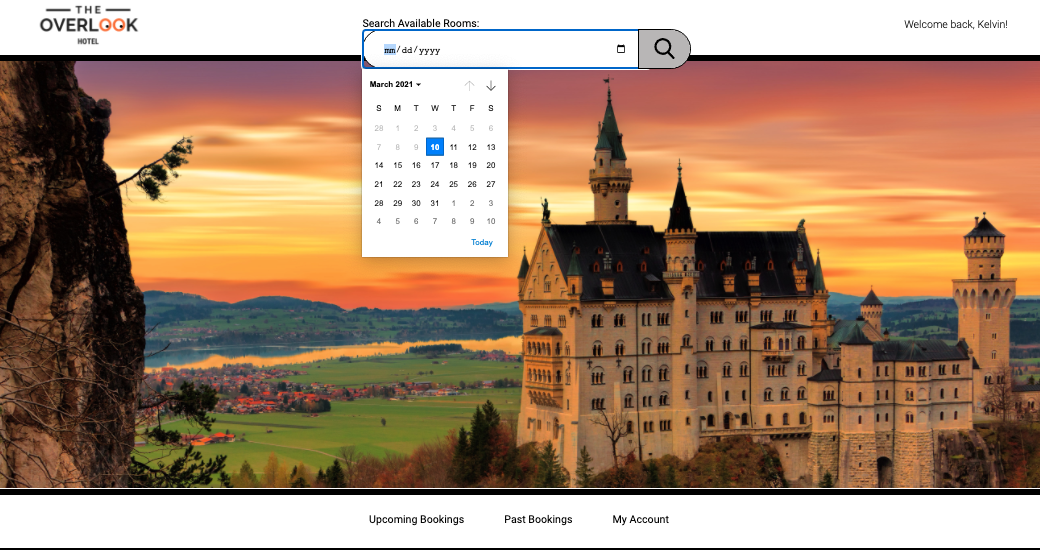 THE
OVERLOOK
HOTEL
Search Available Rooms:
Welcome back, Kelvin!
mm/dd/yyyy
March 2021
S M T W T F S
28 1 2 3 4 5 6
7 8 9 10 11 12 13
14 15 16 17 18 19 20
21 22 23 24 25 26 27
28 29 30 31 1 2 3
4 5 6 7 8 9 10
Today
Upcoming Bookings Past Bookings My Account